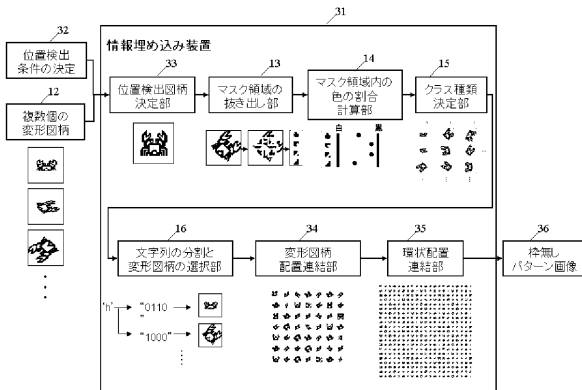 31
32
位置検出
条件の決定
情報埋め込み装置
33
位置検出図柄
決定部
13
マスク領域の
抜き出し部
14
マスク領域内の
色の割合
計算部
15
クラス種類
決定部
12
複数個の
変形図柄
白
黒
16
文字列の分割と
変形図柄の選択部
34
変形図柄
配置連結部
35
環状配置
連結部
36
枠無し
パターン画像
'h'
"0110
"
"1000"